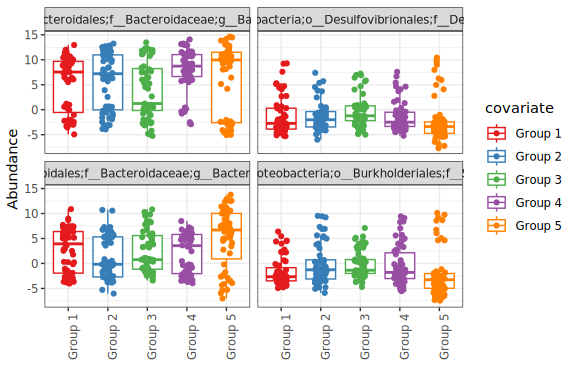 cteroidales;f__Bacteroidaceae;g__Ba
bacteria;o__Desulfovibrionales;f__De
Abundance
15
10
5
0
-5
oidales;f__Bacteroidaceae;g__Bacter
oteobacteria;o__Burkholderiales;f__S
15
10
5
0
-5
Group 1
Group 2
Group 3
Group 4
Group 5
Group 1
Group 2
Group 3
Group 4
Group 5
covariate
Group 1
Group 2
Group 3
Group 4
Group 5